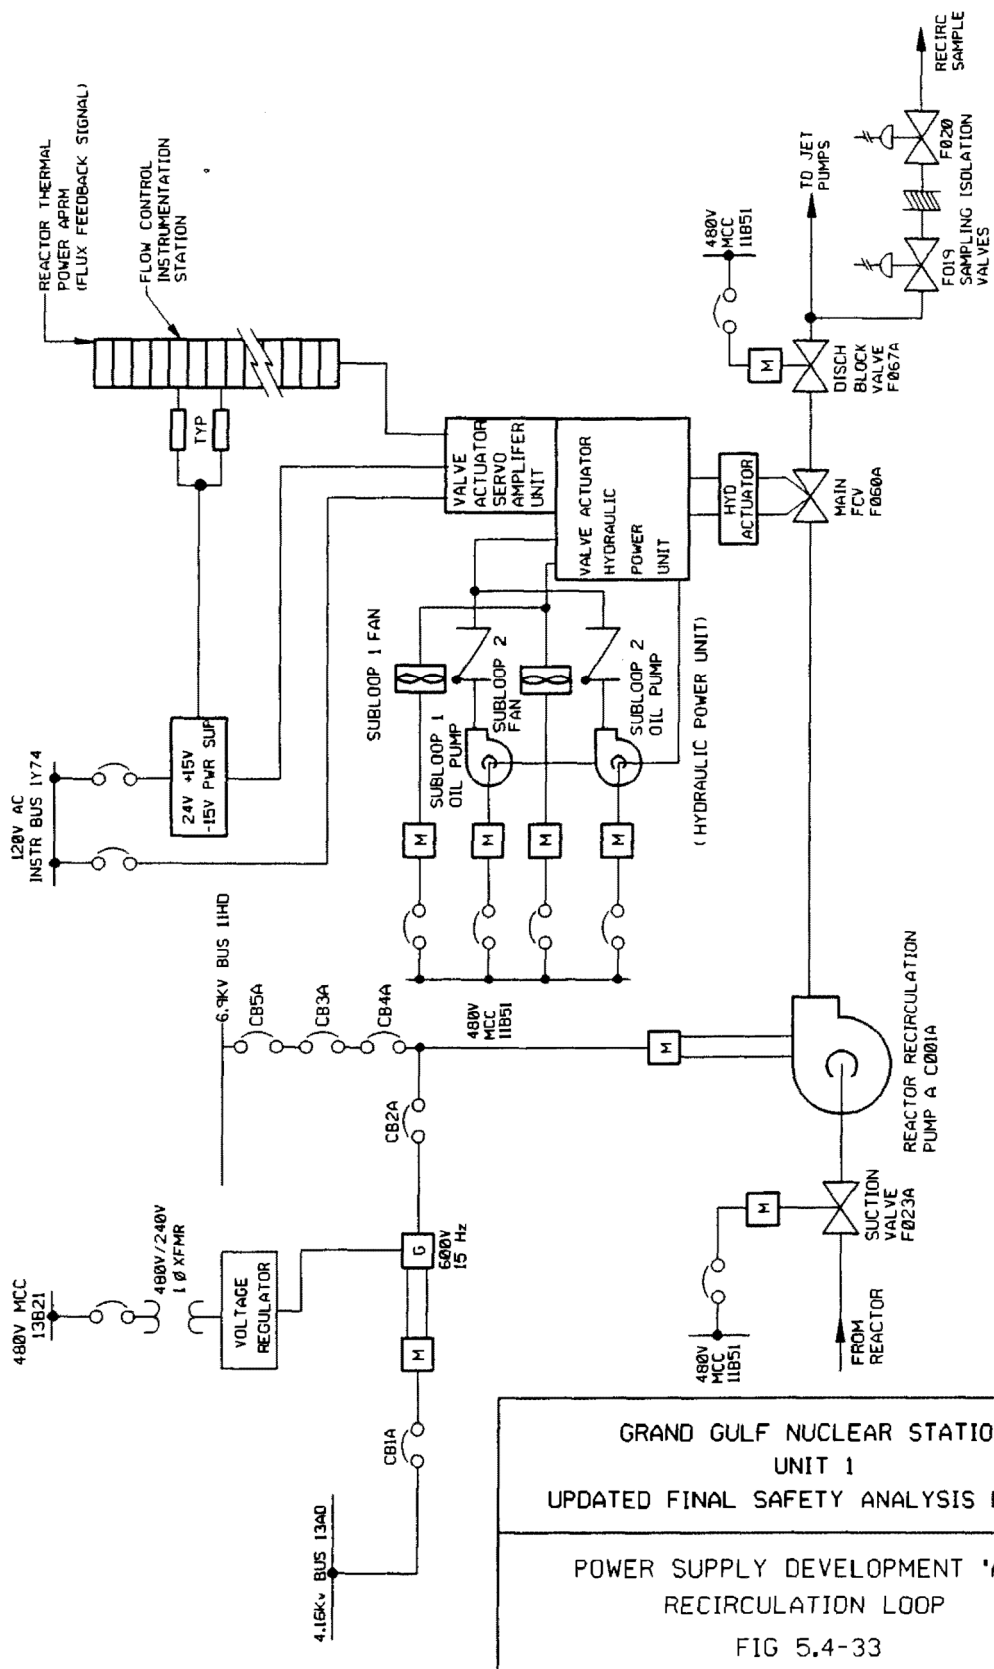 REACTOR THERMAL
POWER APRM
(FLUX FEEDBACK SIGNAL)
FLOW CONTROL
INSTRUMENTATION
STATION
TYP
120V AC
INSTR BUS 1Y74
24V +15V
-15V PWR SUP
VALVE
ACTUATOR
SERVO
AMPLIFER
UNIT
VALVE ACTUATOR
HYDRAULIC
POWER
UNIT
HYD
ACTUATOR
SUBLOOP 1 FAN
SUBLOOP 1
OIL PUMP
SUBLOOP 2
FAN
SUBLOOP 2
OIL PUMP
(HYDRAULIC POWER UNIT)
M
M
M
M
480V
MCC
11B51
6.9KV BUS 11HD
CB5A
CB3A
CB4A
CB2A
480V MCC
13B21
480V/240V
1 Ø XFMR
VOLTAGE
REGULATOR
G
600V
15 Hz
M
CB1A
4.16Kv BUS 13AD
M
REACTOR RECIRCULATION
PUMP A C001A
480V
MCC
11B51
M
SUCTION
VALVE
F023A
FROM
REACTOR
MAIN
FCV
F060A
480V
MCC
11B51
M
DISCH
BLOCK
VALVE
F067A
TO JET
PUMPS
F019
F020
SAMPLING ISOLATION
VALVES
RECIRC
SAMPLE
GRAND GULF NUCLEAR STATIO
UNIT 1
UPDATED FINAL SAFETY ANALYSIS
POWER SUPPLY DEVELOPMENT
RECIRCULATION LOOP
FIG 5.4-33